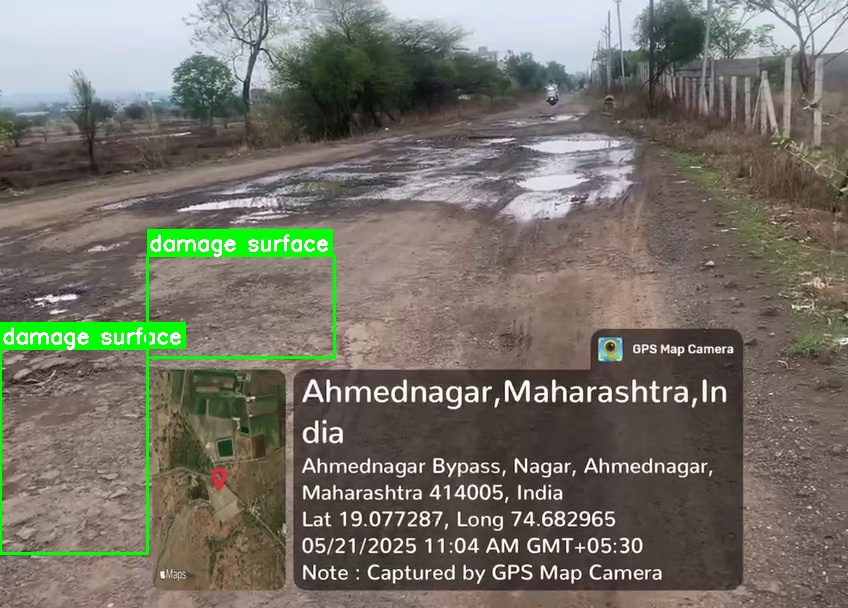 damage surface
damage surface
GPS Map Camera
Ahmednagar,Maharashtra,In
dia
Ahmednagar Bypass, Nagar, Ahmednagar,
Maharashtra 414005, India
Lat 19.077287, Long 74.682965
05/21/2025 11:04 AM GMT+05:30
Note : Captured by GPS Map Camera
Maps